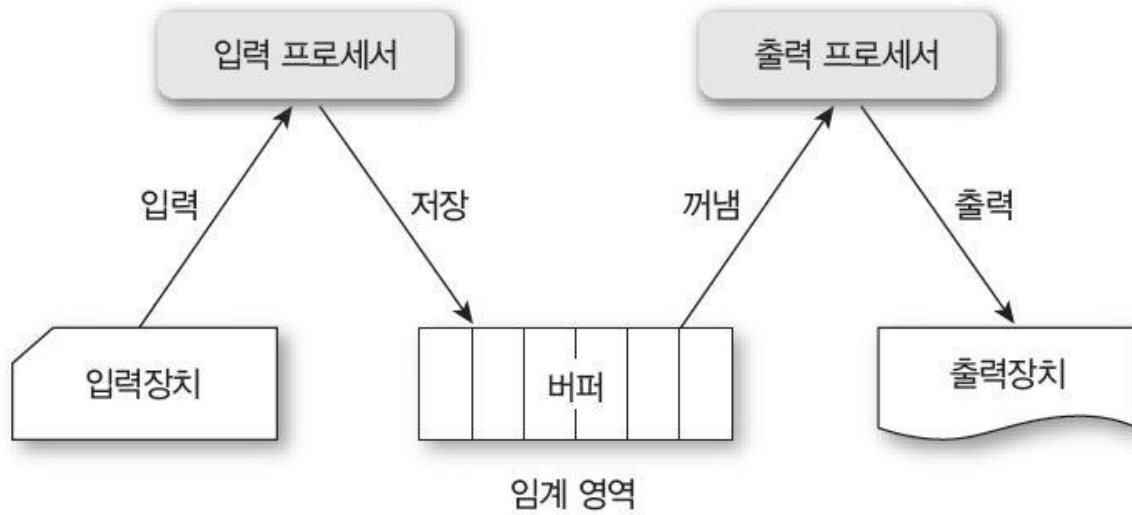 입력 프로세서
출력 프로세서
입력
저장
꺼냄
출력
입력장치
버퍼
출력장치
임계 영역